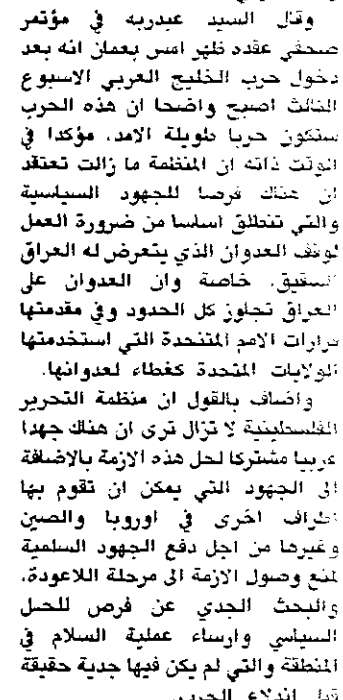 وقال السيد عبدربه في مؤتمر
صحفي عقده ظهر امس بعمان انه بعد
دخول حرب الخليج العربي الاسبوع
الثالث اصبح واضحا ان هذه الحرب
ستكون حربا طويلة الامد، مؤكدا في
الوقت ذاته ان المنظمة ما زالت تعتقد
ان هناك فرصا للجهود السياسية
والتي تنطلق اساسا من ضرورة العمل
لوقف العدوان الذي يتعرض له العراق
الشقيق، خاصة وان العدوان على
العراق تجاوز كل الحدود وفي مقدمتها
قرارات الامم المتحدة التي استخدمتها
الولايات المتحدة كغطاء لعدوانها.
واضاف بالقول ان منظمة التحرير
الفلسطينية لا تزال ترى ان هناك جهدا
عربيا مشتركا لحل هذه الازمة بالاضافة
الى الجهود التي يمكن ان تقوم بها
اطراف اخرى في اوروبا والصين
وغيرها من اجل دفع الجهود السلمية
لمنع وصول الازمة الى مرحلة اللاعودة،
والبحث الجدي عن فرص للحل
السياسي وارساء عملية السلام في
المنطقة والتي لم يكن فيها جدية حقيقة
قبل اندلاع الحرب.